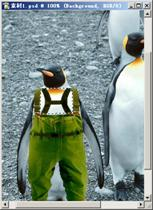 素材1.psd @ 100% (Background, RGB/8)